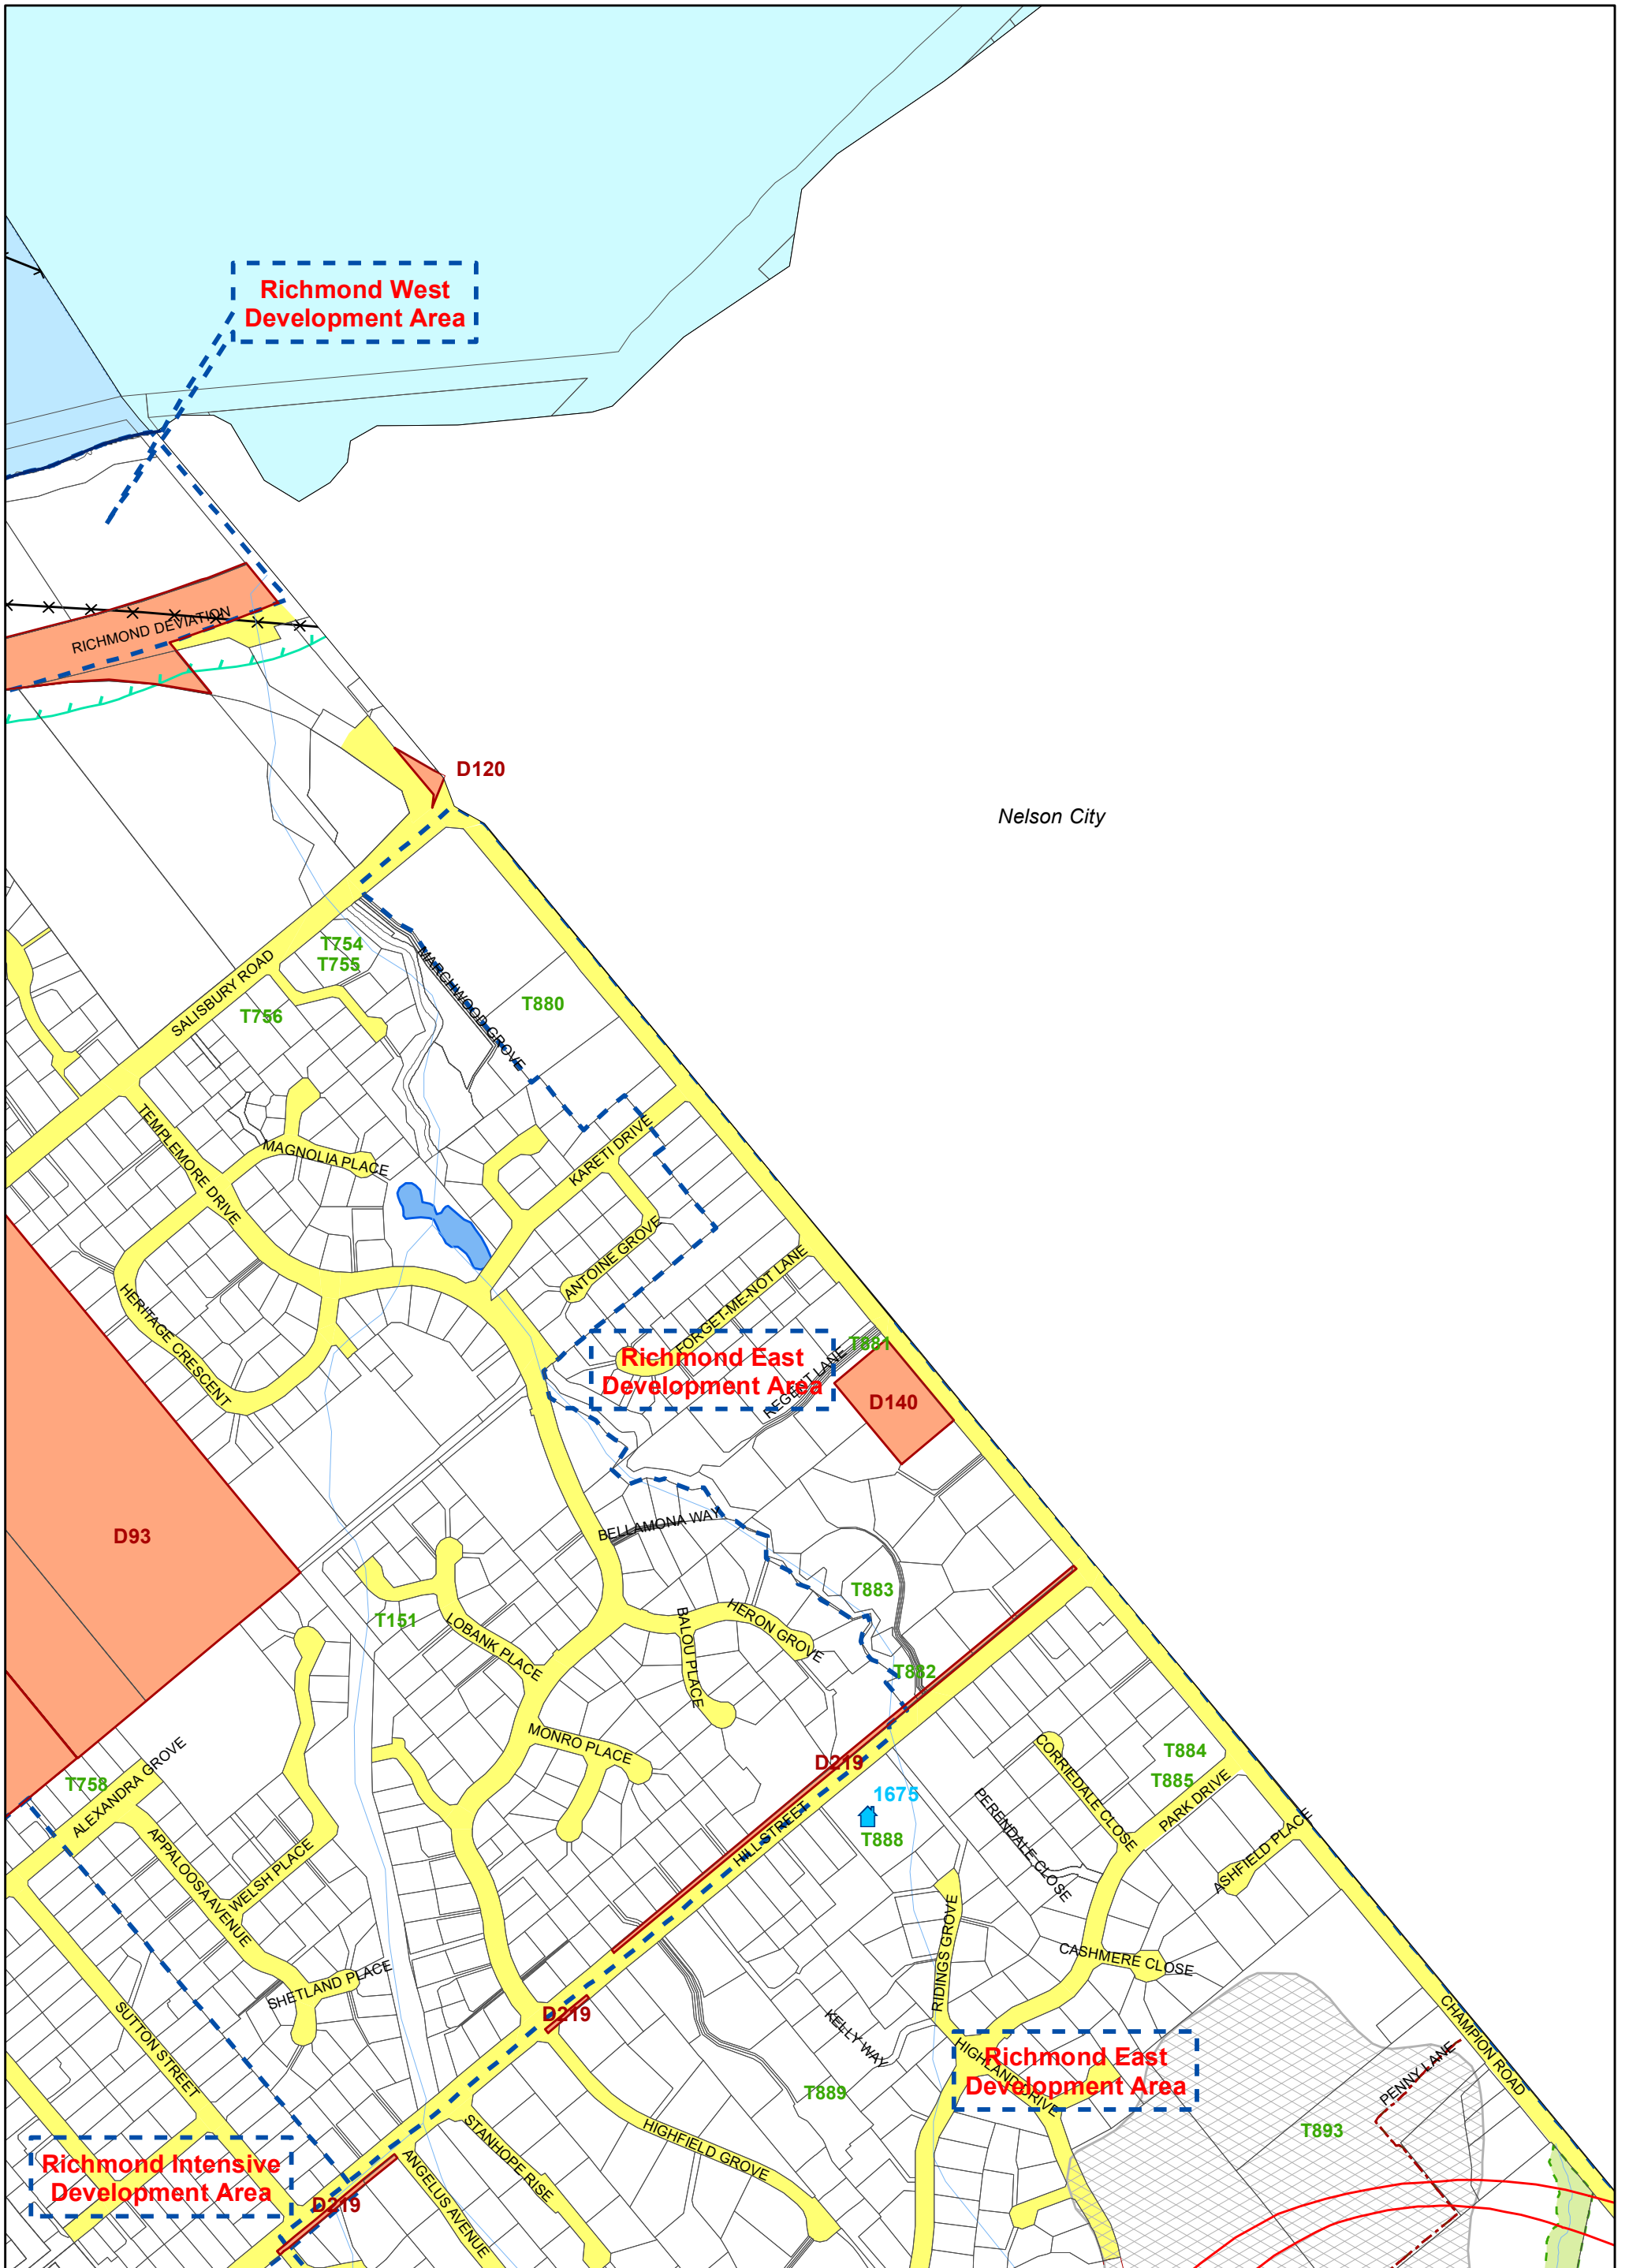 Richmond West
Development Area
RICHMOND DEVIATION
D120
Nelson City
T754
T755
SALISBURY ROAD
T756
MARCHWOOD GROVE
T880
TEMPLEMORE DRIVE
MAGNOLIA PLACE
KARETI DRIVE
ANTOINE GROVE
HERITAGE CRESCENT
FORGET-ME-NOT LANE
T881
Richmond East
Development Area
REGENT LANE
D140
D93
BELLAMONA WAY
T883
T151
LOBANK PLACE
BALOU PLACE
HERON GROVE
T882
MONRO PLACE
ALEXANDRA GROVE
T758
D219
CORRIEDALE CLOSE
T884
T885
PARK DRIVE
1675
T888
HILL STREET
PERENDALE CLOSE
ASHFIELD PLACE
APPALOOSA AVENUE
WELSH PLACE
RIDINGS GROVE
CASHMERE CLOSE
SHETLAND PLACE
SUTTON STREET
D219
KELLY WAY
HIGHLAND DRIVE
Richmond East
Development Area
CHAMPION ROAD
PENNY LANE
T889
T893
STANHOPE RISE
HIGHFIELD GROVE
ANGELUS AVENUE
Richmond Intensive
Development Area
D219